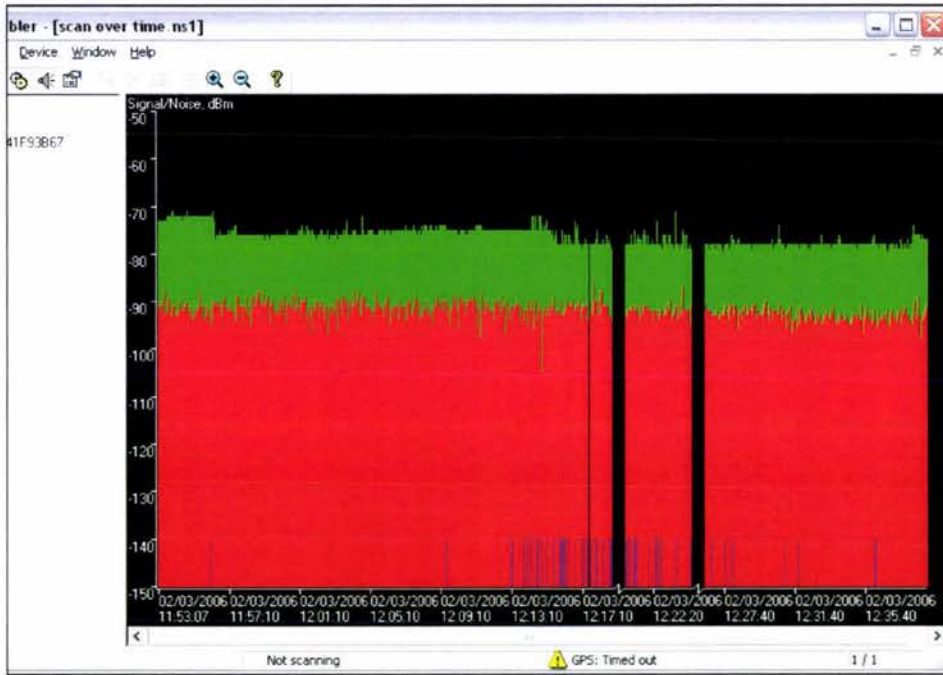 bler - [scan over time.ns1]
Device Window Help
41F93B67
Signal/Noise, dBm
-50
-60
-70
-80
-90
-100
-110
-120
-130
-140
-150
02/03/2006 02/03/2006 02/03/2006 02/03/2006 02/03/2006 02/03/2006 02/03/2006 02/03/2006 02/03/2006 02/03/2006 02/03/2006
11:53:07 11:57:10 12:01:10 12:05:10 12:09:10 12:13:10 12:17:10 12:22:20 12:27:40 12:31:40 12:35:40
Not scanning GPS: Timed out 1 / 1